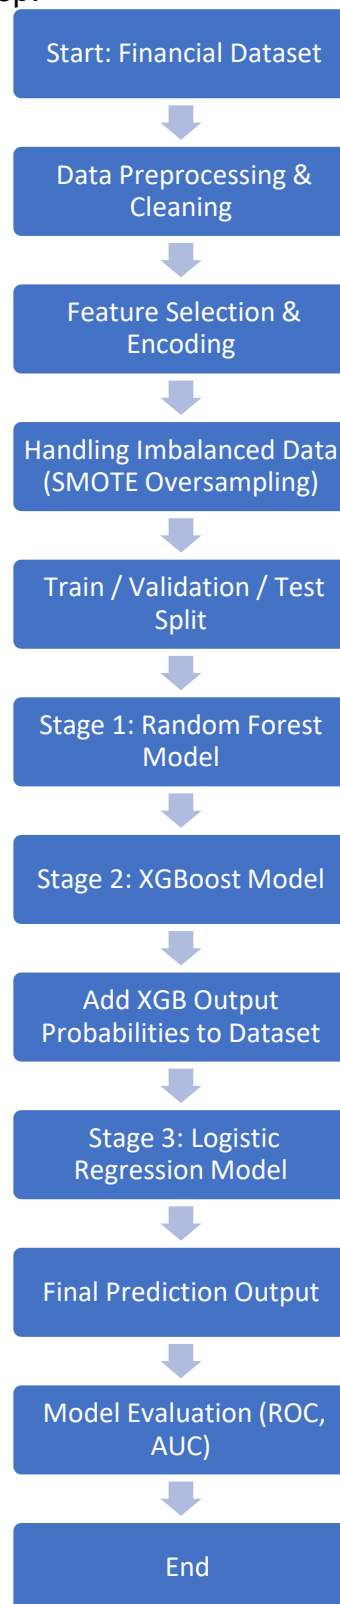 Start: Financial Dataset
Data Preprocessing &
Cleaning
Feature Selection &
Encoding
Handling Imbalanced Data
(SMOTE Oversampling)
Train / Validation / Test
Split
Stage 1: Random Forest
Model
Stage 2: XGBoost Model
Add XGB Output
Probabilities to Dataset
Stage 3: Logistic
Regression Model
Final Prediction Output
Model Evaluation (ROC,
AUC)
End